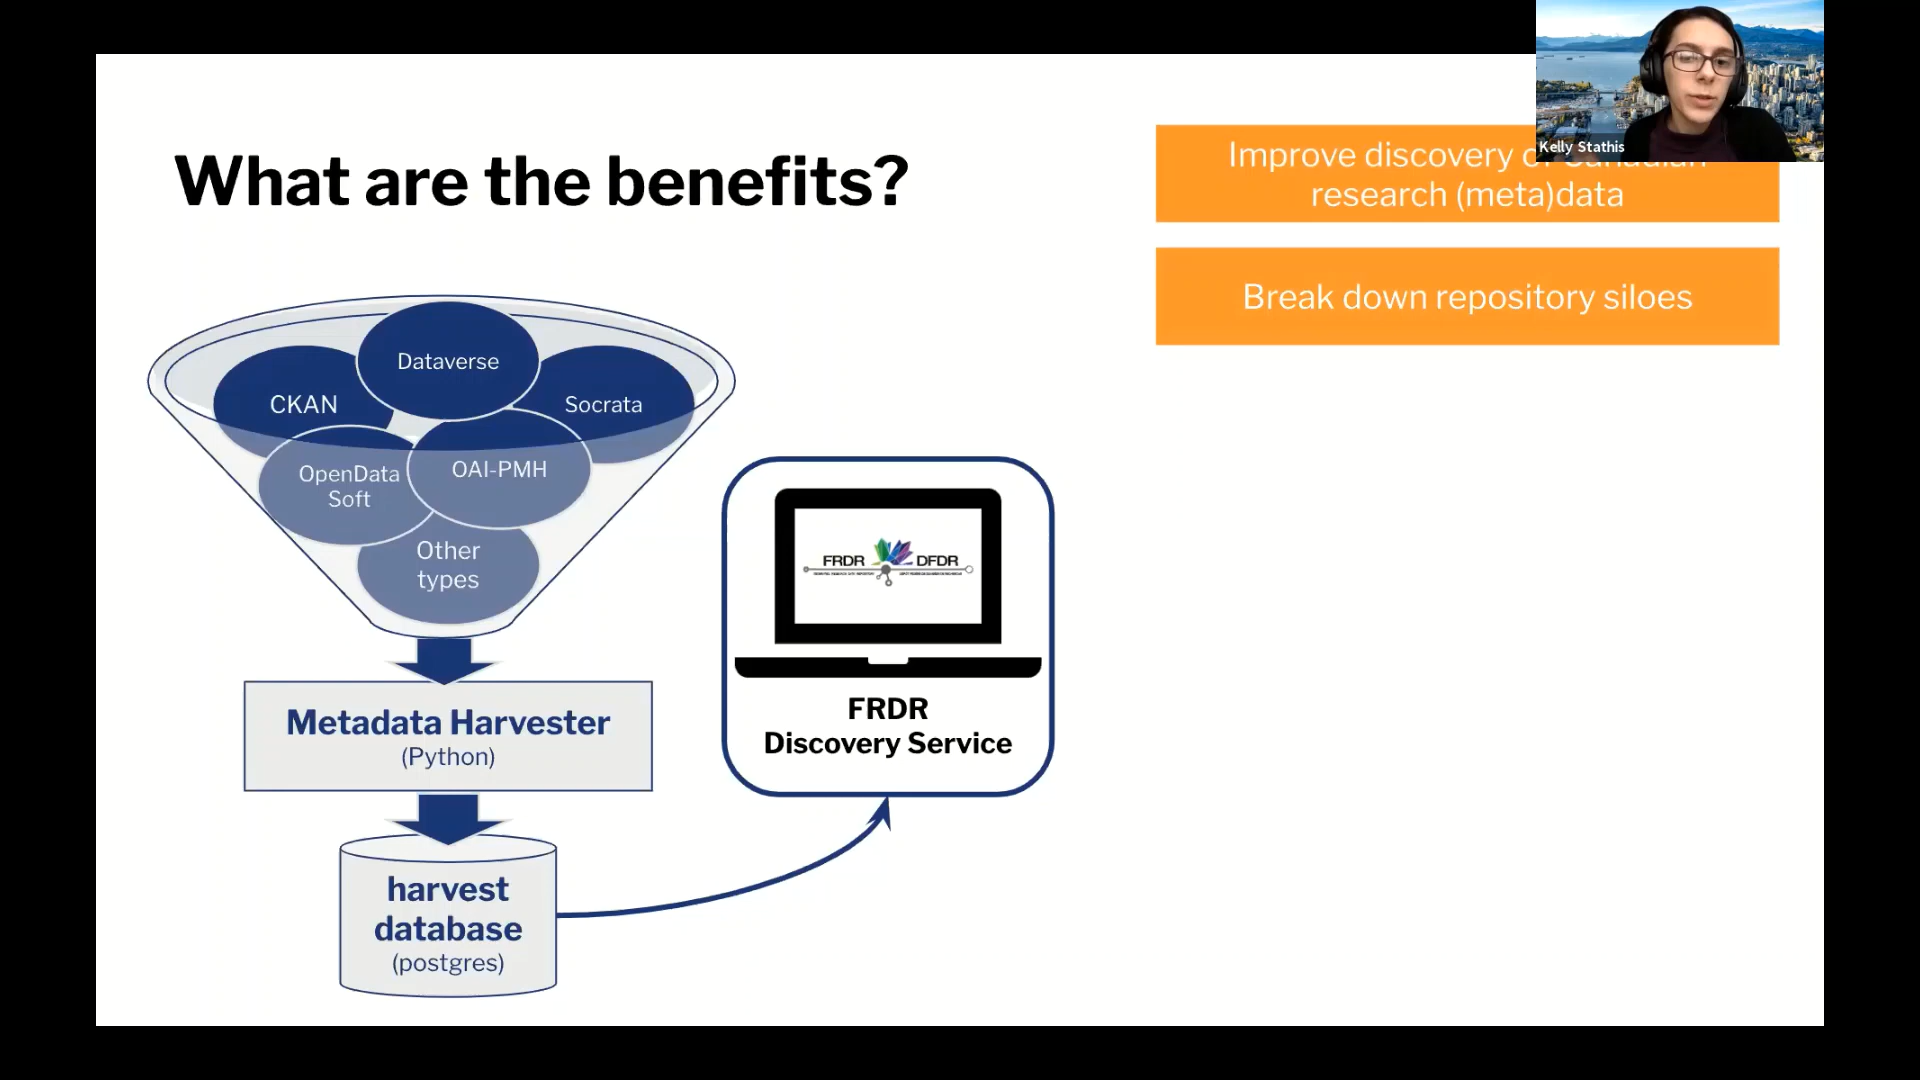 Kelly Stathis
What are the benefits?
Improve discovery of Canadian
research (meta)data
Break down repository siloes
Dataverse
CKAN
Socrata
OpenData
Soft
OAI-PMH
Other
types
Metadata Harvester
(Python)
harvest
database
(postgres)
FRDR DFDR
FRDR
Discovery Service